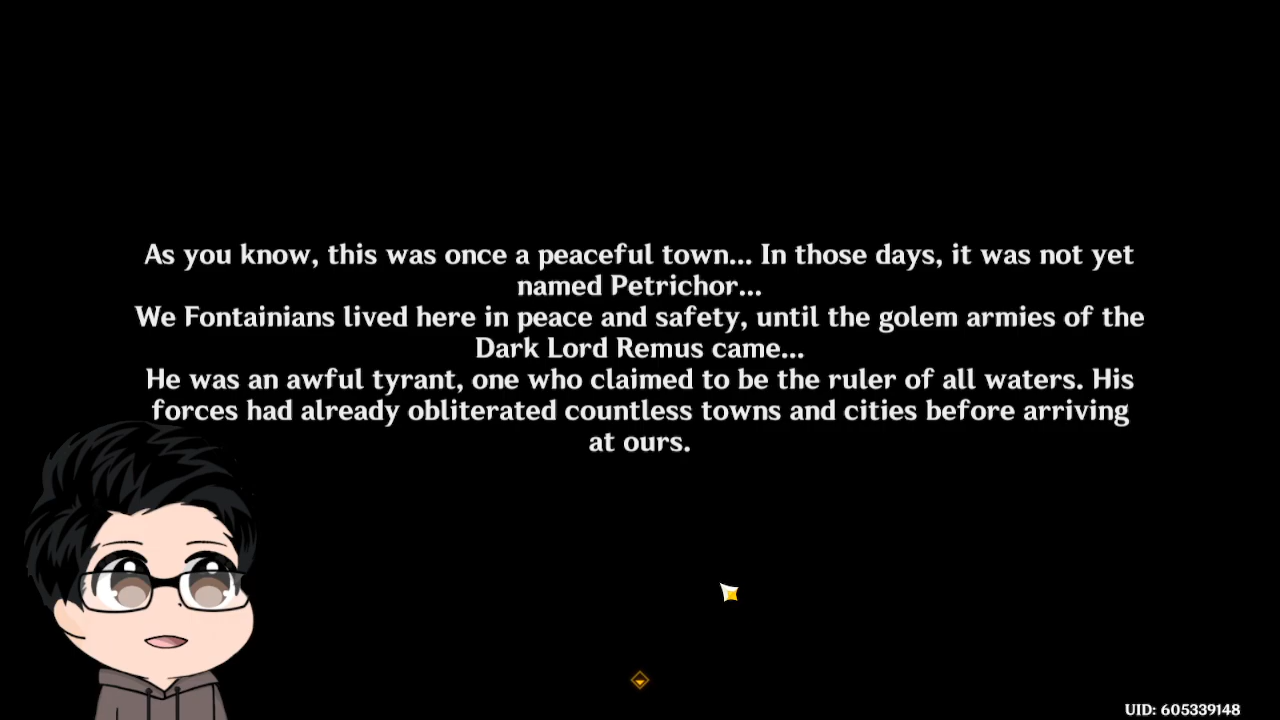 As you know, this was once a peaceful town... In those days, it was not yet
named Petrichor...
We Fontainians lived here in peace and safety, until the golem armies of the
Dark Lord Remus came...
He was an awful tyrant, one who claimed to be the ruler of all waters. His
forces had already obliterated countless towns and cities before arriving
at ours.
UID: 605339148